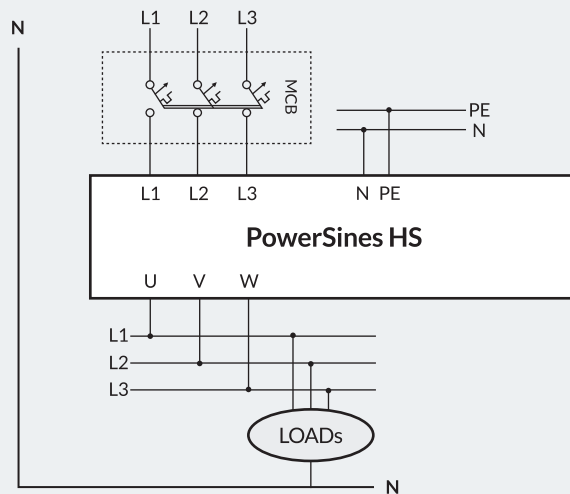 N
L1 L2 L3
MCB
PE
N
L1 L2 L3 N PE
PowerSines HS
U V W
L1
L2
L3
LOADs
N